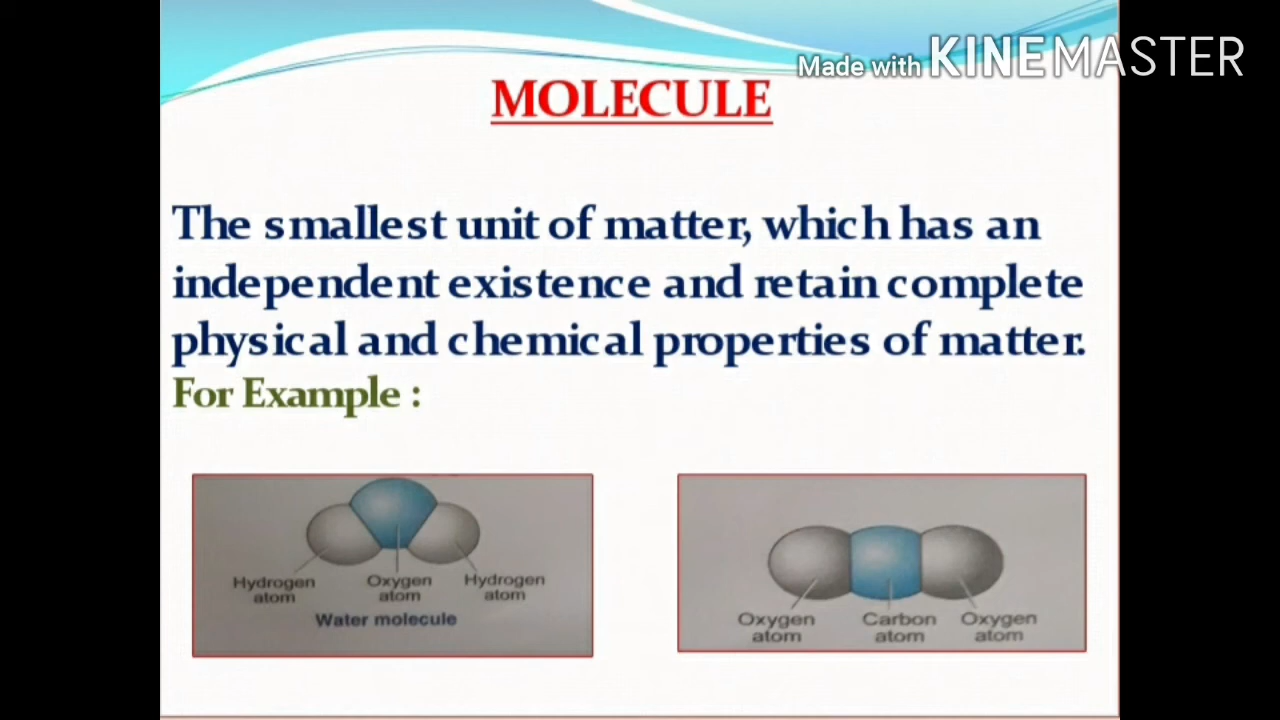 Made with KINEMASTER
MOLECULE
The smallest unit of matter, which has an
independent existence and retain complete
physical and chemical properties of matter.
For Example :
Hydrogen
atom
Oxygen
atom
Hydrogen
atom
Water molecule
Oxygen
atom
Carbon
atom
Oxygen
atom